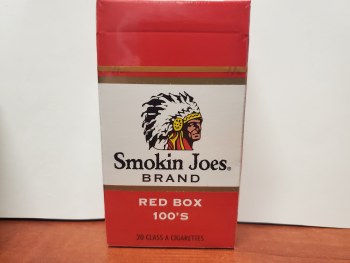 Smokin Joes®
BRAND
RED BOX
100'S
20 CLASS A CIGARETTES